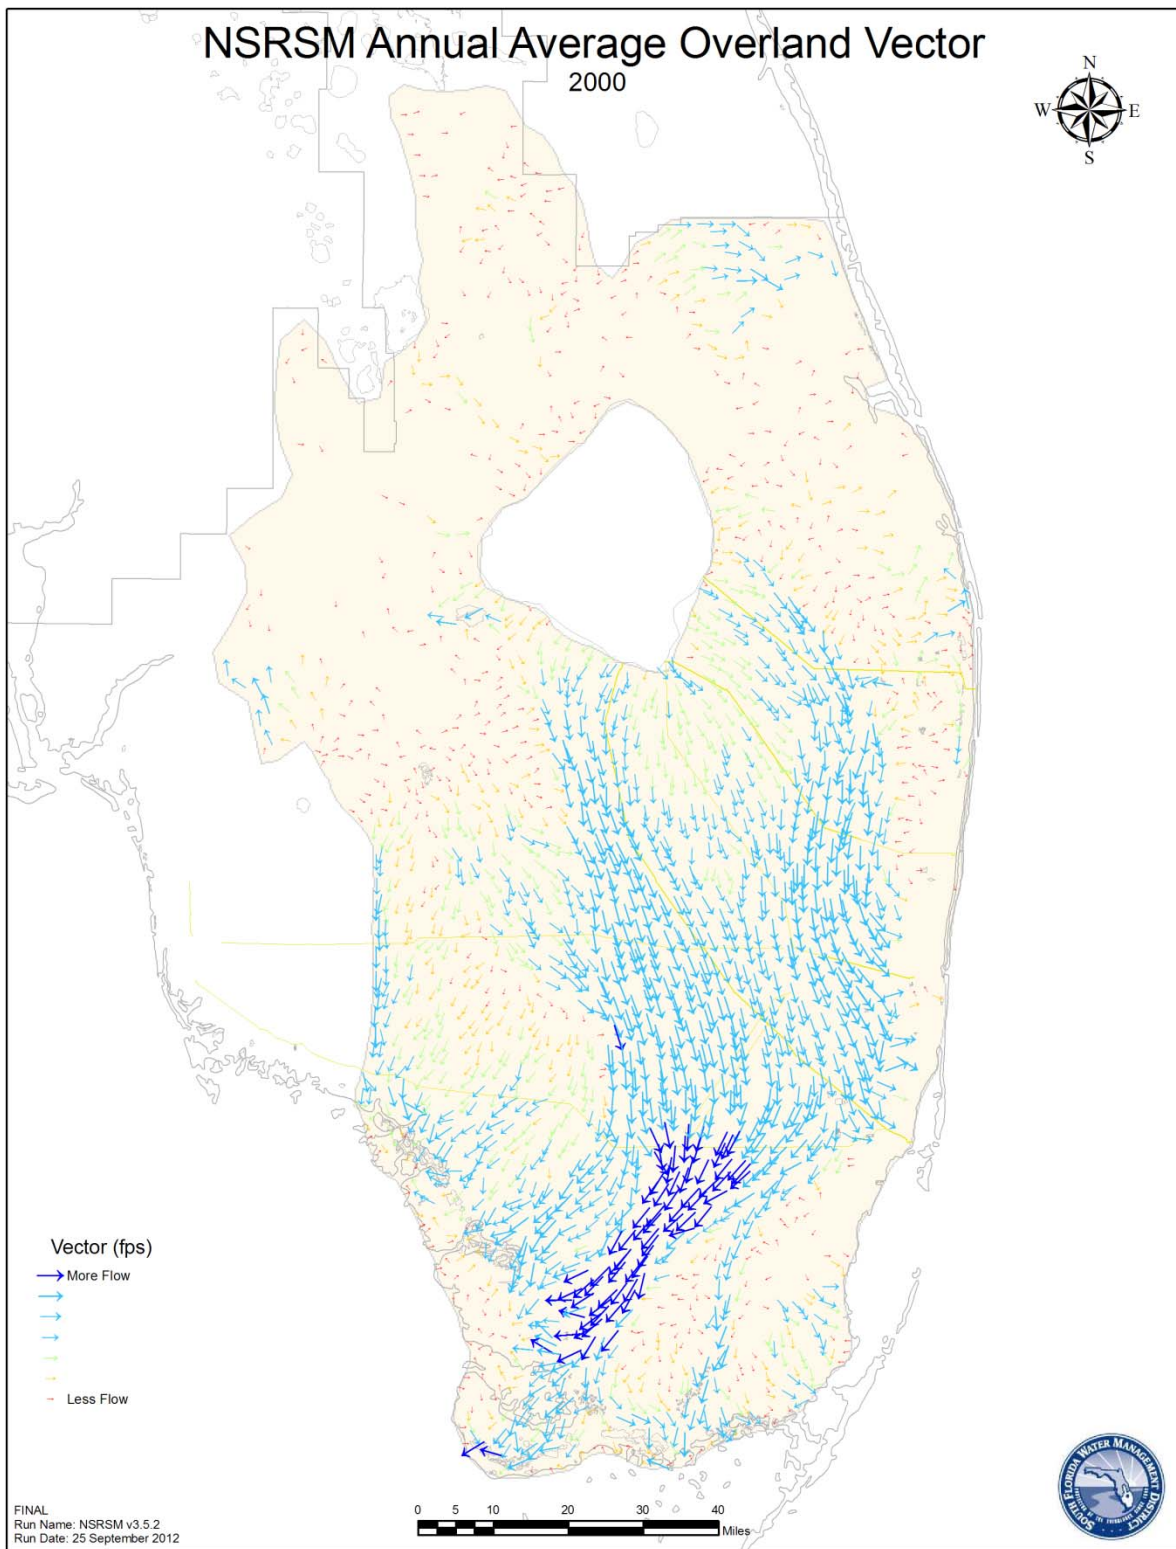 NSRSM Annual Average Overland Vector
2000
N
W E
S
Vector (fps)
More Flow
Less Flow
FINAL
Run Name: NSRSM v3.5.2
Run Date: 25 September 2012
0 5 10 20 30 40
Miles
SOUTH FLORIDA WATER MANAGEMENT DISTRICT